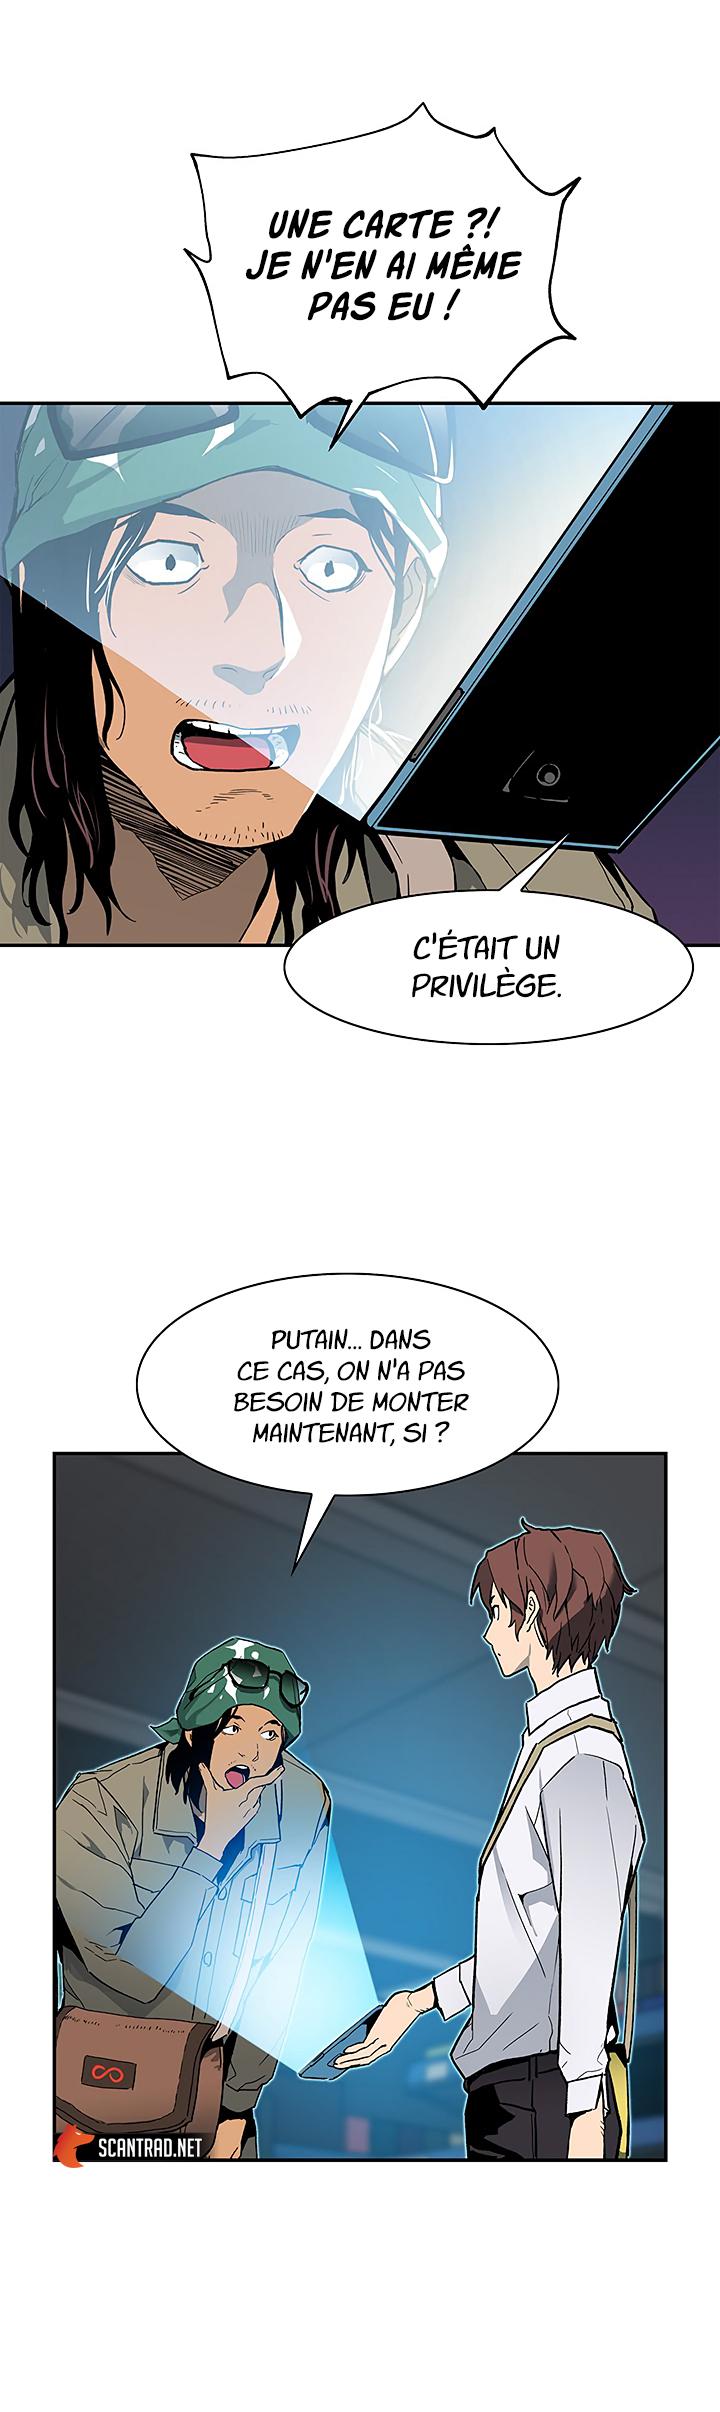 UNE CARTE ?!
JE N'EN AI MÊME
PAS EU !
C'ÉTAIT UN
PRIVILÈGE.
PUTAIN... DANS
CE CAS, ON N'A PAS
BESOIN DE MONTER
MAINTENANT, SI ?
SCANTRAD.NET